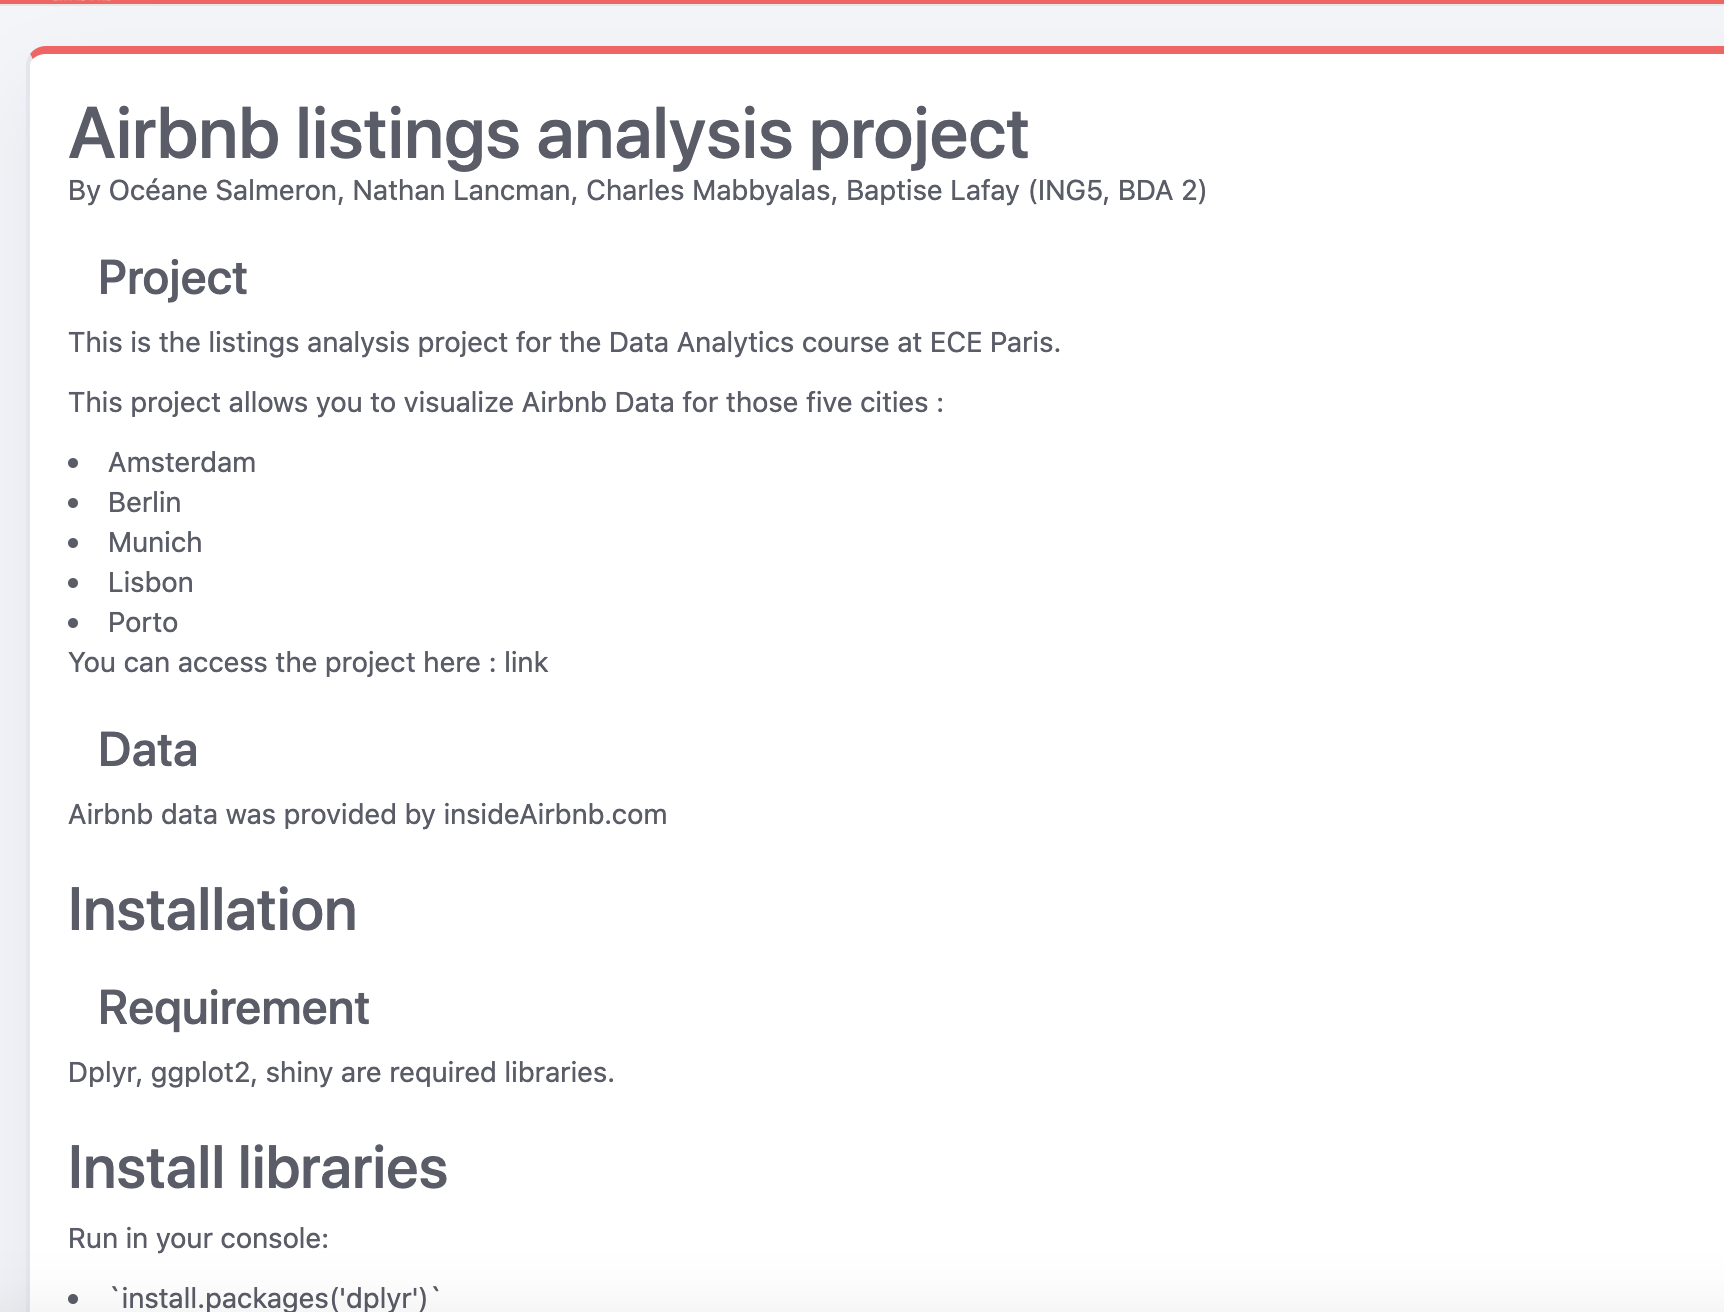 Airbnb listings analysis project
By Océane Salmeron, Nathan Lancman, Charles Mabbyalas, Baptise Lafay (ING5, BDA 2)
Project
This is the listings analysis project for the Data Analytics course at ECE Paris.
This project allows you to visualize Airbnb Data for those five cities :
• Amsterdam
• Berlin
• Munich
• Lisbon
• Porto
You can access the project here : link
Data
Airbnb data was provided by insideAirbnb.com
Installation
Requirement
Dplyr, ggplot2, shiny are required libraries.
Install libraries
Run in your console:
• `install.packages('dplyr')`